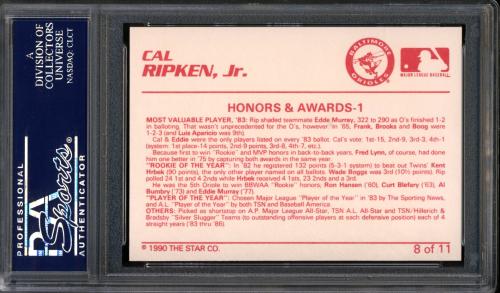 A
DIVISION OF
COLLECTORS
UNIVERSE
NASDAQ: CLCT
PROFESSIONAL
PSA
Sports
AUTHENTICATOR
CAL
RIPKEN, Jr.
BALTIMORE
ORIOLES
MAJOR LEAGUE BASEBALL
HONORS & AWARDS-1
MOST VALUABLE PLAYER, '83: Rip shaded teammate Eddie Murray, 322 to 290 as O's finished 1-2
in balloting. That wasn't unprecedented for the O's, however/in '65, Frank, Brooks and Boog were
1-2-3 (and Luis Aparicio was 9th).
Cal & Eddie were the only players listed on every '83 ballot. Cal's vote: 1st-15, 2nd-9, 3rd-3, 4th-1
(system: 1st place-14 points, 2nd-9 points, 3rd-8, 4th-7, etc.).
Because first to win "Rookie" and MVP honors in back-to-back years, Fred Lynn, of course, had done
him one better in '75 by capturing both awards in the same year.
"ROOKIE OF THE YEAR": In '82 he registered 132 points (5-3-1 system) to beat out Twins' Kent
Hrbek (90 points), the only other player named on all ballots. Wade Boggs was 3rd (10½ points). Rip
polled 24 1st and 4 2nds while Hrbek received 4 1sts, 23 2nds and a 3rd.
He was the 5th Oriole to win BBWAA "Rookie" honors, Ron Hansen ('60), Curt Blefary ('63), Al
Bumbry ('73) and Eddie Murray ('77).
"PLAYER OF THE YEAR": Chosen Major League "Player of the Year" in '83 by The Sporting News,
and A.L. "Player of the Year" by both TSN and Baseball America.
OTHERS: Picked as shortstop on A.P. Major League All-Star, TSN A.L. All-Star and TSN/Hillerich &
Bradsby "Silver Slugger" Teams (to outstanding offensive players at each defensive position) each of 4
straight years ('83 thru '86).
© 1990 THE STAR CO.
8 of 11